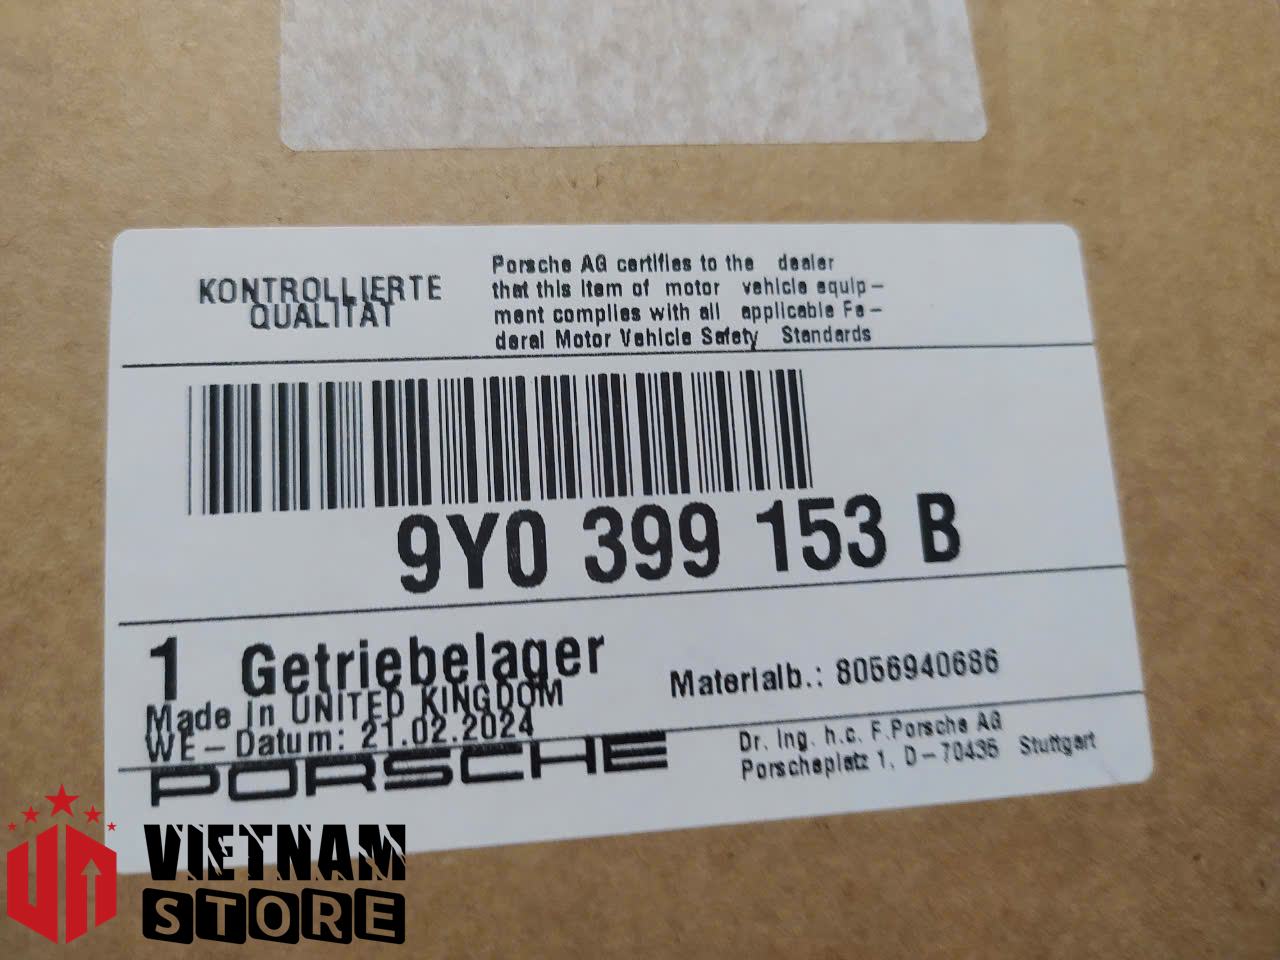 KONTROLLIERTE
QUALITÄT
Porsche AG certifies to the dealer
that this item of motor vehicle equip-
ment complies with all applicable Fe-
deral Motor Vehicle Safety Standards
9Y0 399 153 B
1 Getriebelager
Made in UNITED KINGDOM
WE-Datum: 21.02.2024
Materialb.: 8056940686
PORSCHE
Dr. Ing. h.c. F.Porsche AG
Porscheplatz 1, D-70435 Stuttgart
VIETNAM
STORE